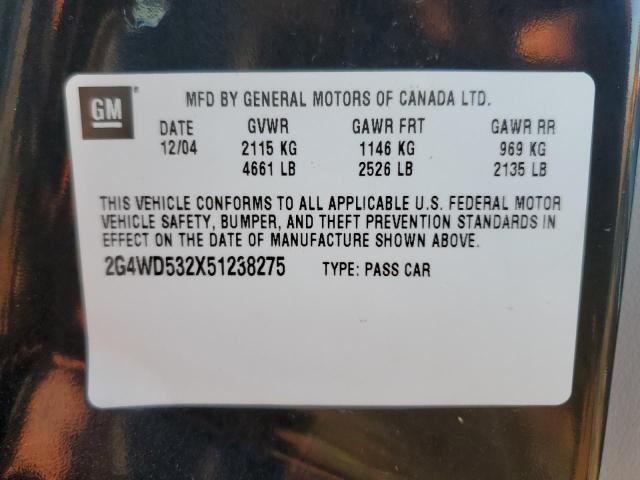 GM
MFD BY GENERAL MOTORS OF CANADA LTD.
DATE GVWR GAWR FRT GAWR RR
12/04 2115 KG 1146 KG 969 KG
4661 LB 2526 LB 2135 LB
THIS VEHICLE CONFORMS TO ALL APPLICABLE U.S. FEDERAL MOTOR
VEHICLE SAFETY, BUMPER, AND THEFT PREVENTION STANDARDS IN
EFFECT ON THE DATE OF MANUFACTURE SHOWN ABOVE.
2G4WD532X51238275 TYPE: PASS CAR